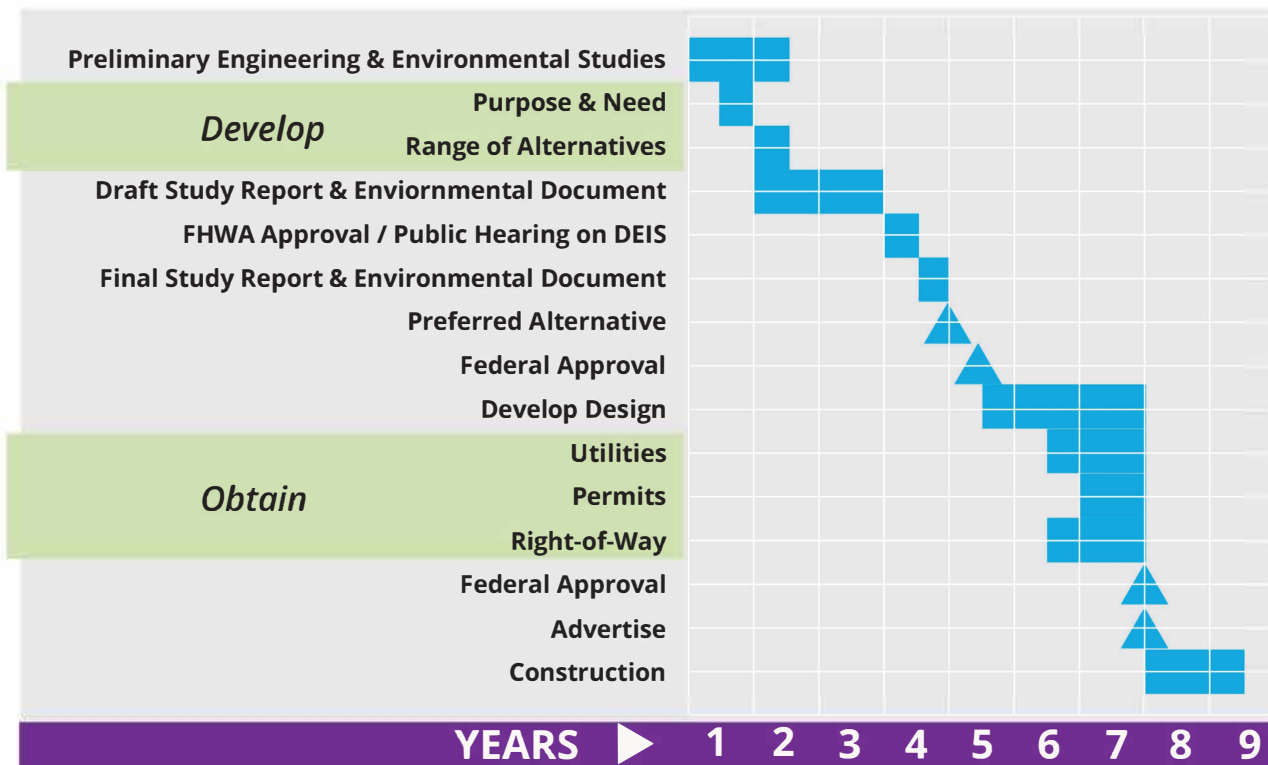 Preliminary Engineering & Environmental Studies
Develop
Purpose & Need
Range of Alternatives
Draft Study Report & Enviornmental Document
FHWA Approval / Public Hearing on DEIS
Final Study Report & Environmental Document
Preferred Alternative
Federal Approval
Develop Design
Obtain
Utilities
Permits
Right-of-Way
Federal Approval
Advertise
Construction
YEARS 1 2 3 4 5 6 7 8 9